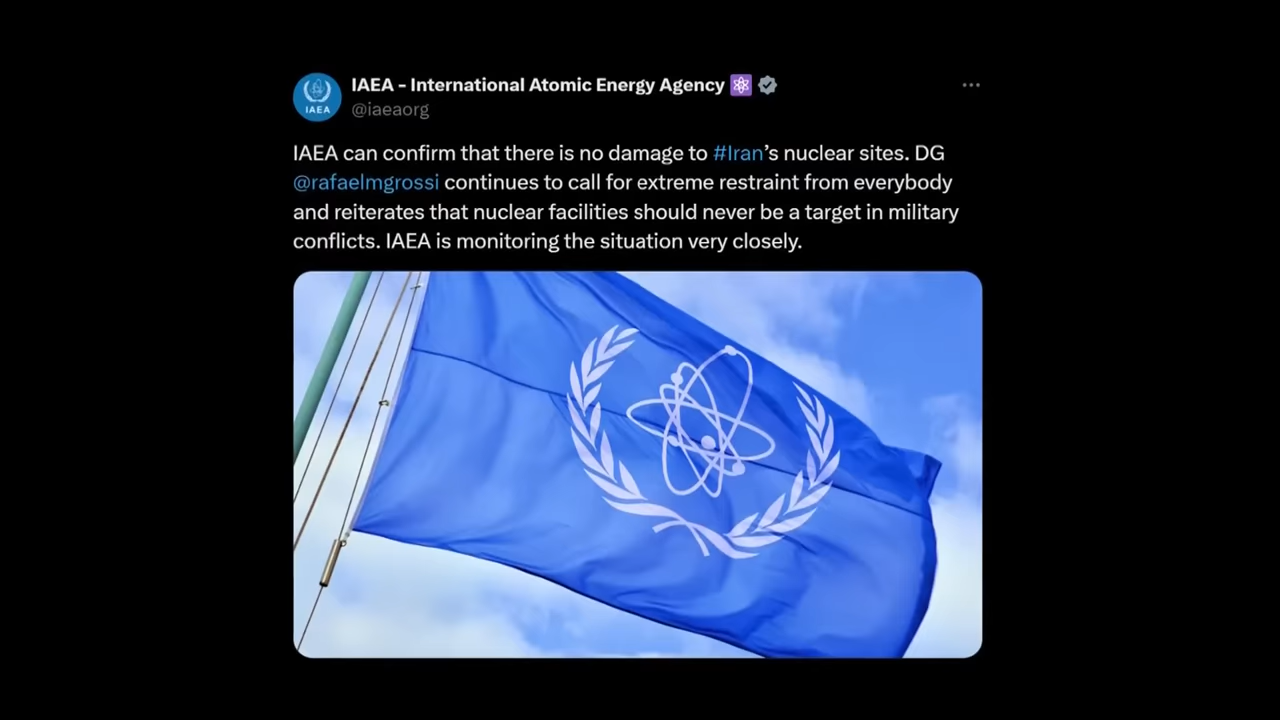 IAEA - International Atomic Energy Agency ⚛
@iaeaorg
IAEA
IAEA can confirm that there is no damage to #Iran's nuclear sites. DG
@rafaelmgrossi continues to call for extreme restraint from everybody
and reiterates that nuclear facilities should never be a target in military
conflicts. IAEA is monitoring the situation very closely.